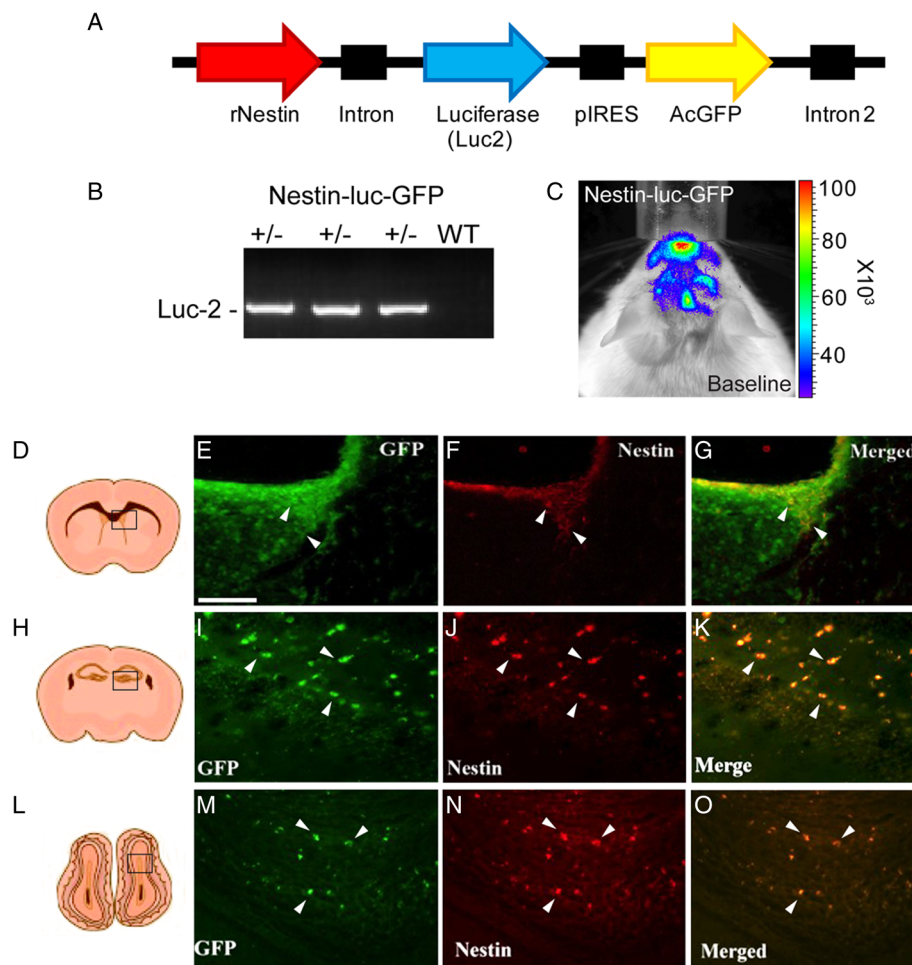 A
rNestin Intron Luciferase (Luc2) pIRES AcGFP Intron 2
B
Nestin-luc-GFP
+/- +/- +/- WT
Luc-2 -
C
Nestin-luc-GFP
Baseline
100
80
60
40
X10³
D
E GFP
F Nestin
G Merged
H
I GFP
J Nestin
K Merge
L
M GFP
N Nestin
O Merged